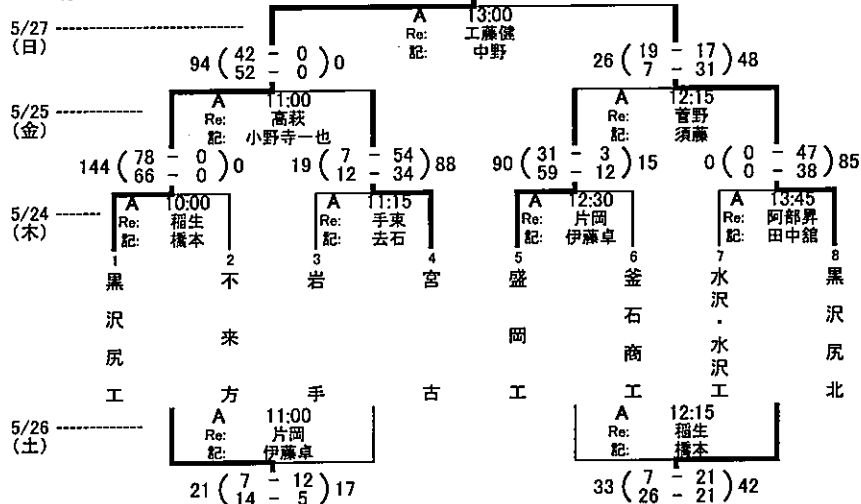 A 13:00
5/27
(日)
Re: 工藤健
記: 中野
94 ( 42 - 0 ) 0
52 - 0
26 ( 19 - 17 ) 48
7 - 31
5/25
(金)
A 11:00
Re: 高萩
記: 小野寺一也
A 12:15
Re: 菅野
記: 須藤
144 ( 78 - 0 ) 0
66 - 0
19 ( 7 - 54 ) 88
12 - 34
90 ( 31 - 3 ) 15
59 - 12
0 ( 0 - 47 ) 85
0 - 38
5/24
(木)
A 10:00
Re: 稲生
記: 橋本
A 11:15
Re: 手束
記: 去石
A 12:30
Re: 片岡
記: 伊藤卓
A 13:45
Re: 阿部昇
記: 田中舘
1 黒沢尻工
2 不来方
3 岩手
4 宮古
5 盛岡工
6 釜石商工
7 水沢・水沢工
8 黒沢尻北
5/26
(土)
A 11:00
Re: 片岡
記: 伊藤卓
A 12:15
Re: 稲生
記: 橋本
21 ( 7 - 12 ) 17
14 - 5
33 ( 7 - 21 ) 42
26 - 21